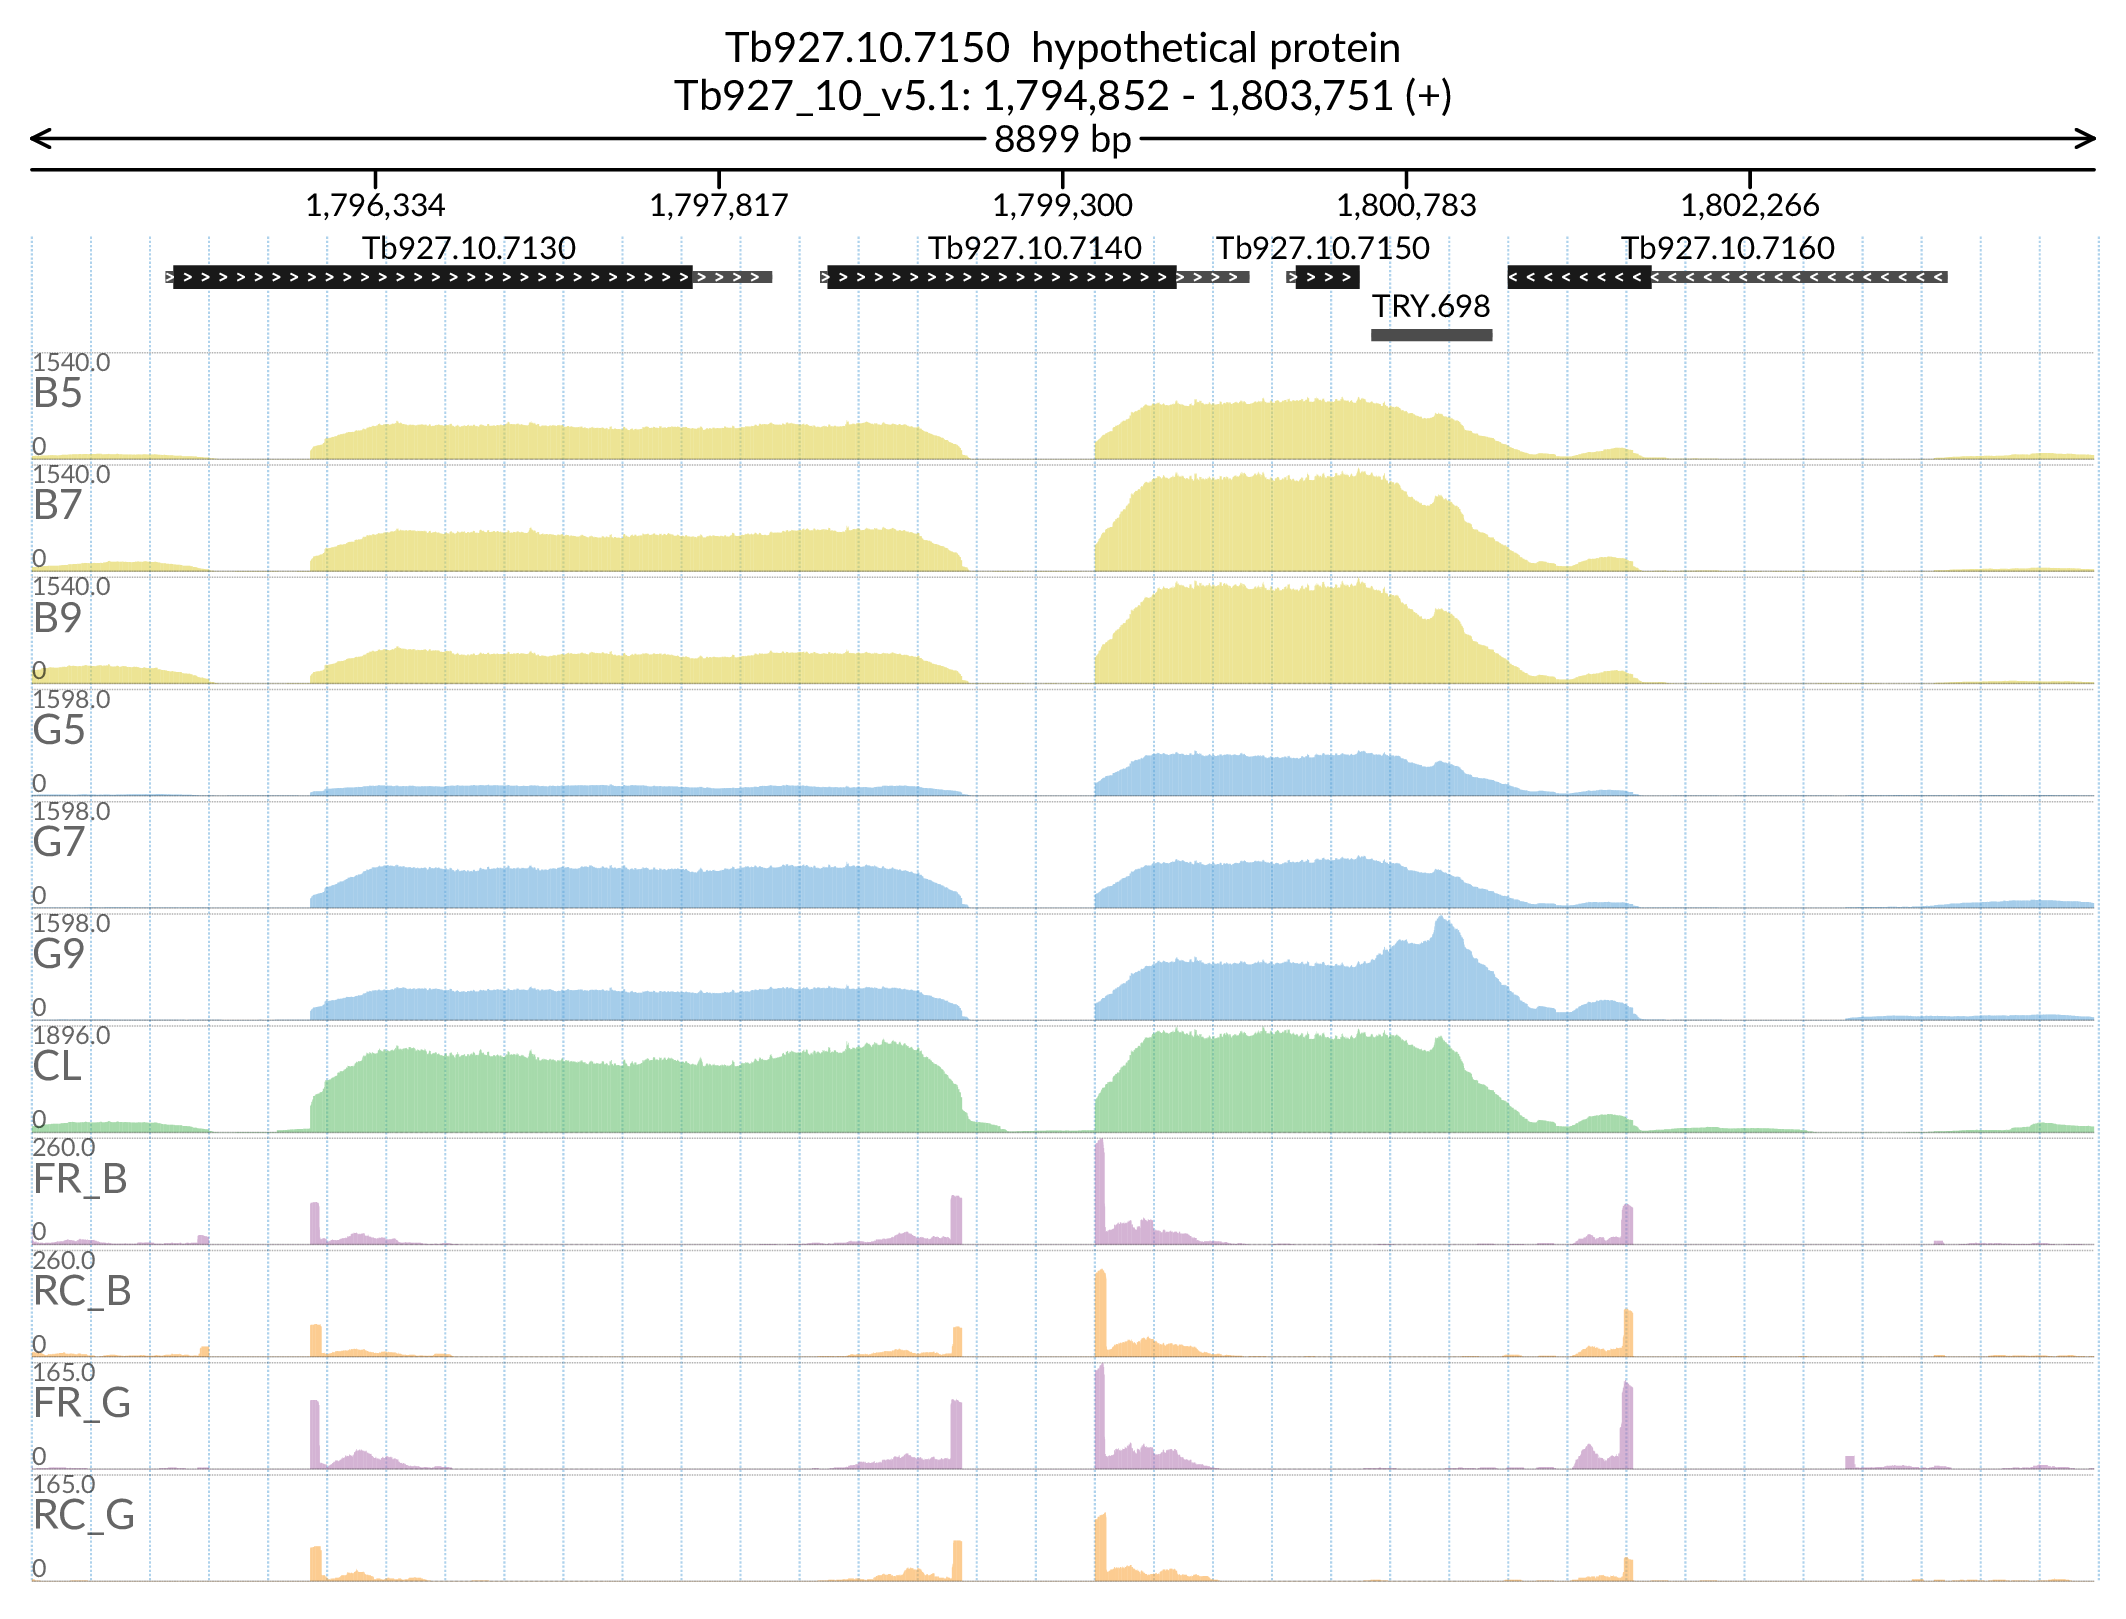 Tb927.10.7150  hypothetical protein
Tb927_10_v5.1: 1,794,852 - 1,803,751 (+)
8899 bp
1,796,334 1,797,817 1,799,300 1,800,783 1,802,266
Tb927.10.7130 Tb927.10.7140 Tb927.10.7150 Tb927.10.7160
TRY.698
1540.0
B5
0
1540.0
B7
0
1540.0
B9
0
1598.0
G5
0
1598.0
G7
0
1598.0
G9
0
1896.0
CL
0
260.0
FR_B
0
260.0
RC_B
0
165.0
FR_G
0
165.0
RC_G
0